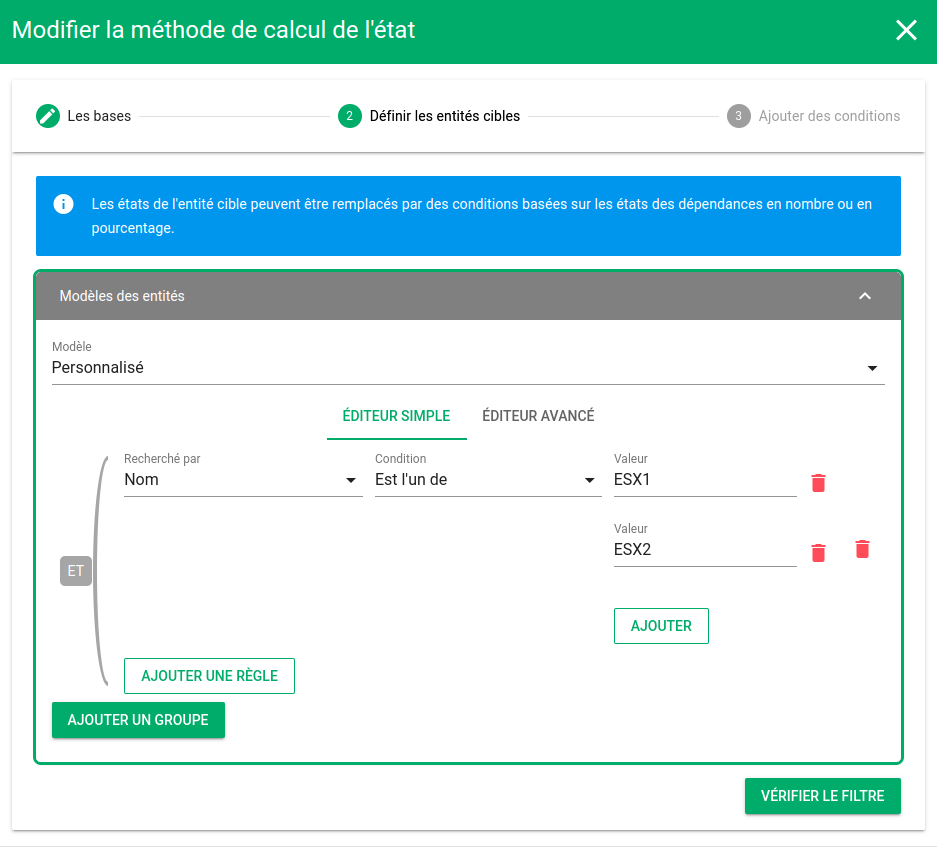 Modifier la méthode de calcul de l'état
Les bases
2 Définir les entités cibles
3 Ajouter des conditions
Les états de l'entité cible peuvent être remplacés par des conditions basées sur les états des dépendances en nombre ou en
pourcentage.
Modèles des entités
Modèle
Personnalisé
ÉDITEUR SIMPLE ÉDITEUR AVANCÉ
Recherché par Condition Valeur
Nom Est l'un de ESX1
Valeur
ESX2
ET
AJOUTER
AJOUTER UNE RÈGLE
AJOUTER UN GROUPE
VÉRIFIER LE FILTRE